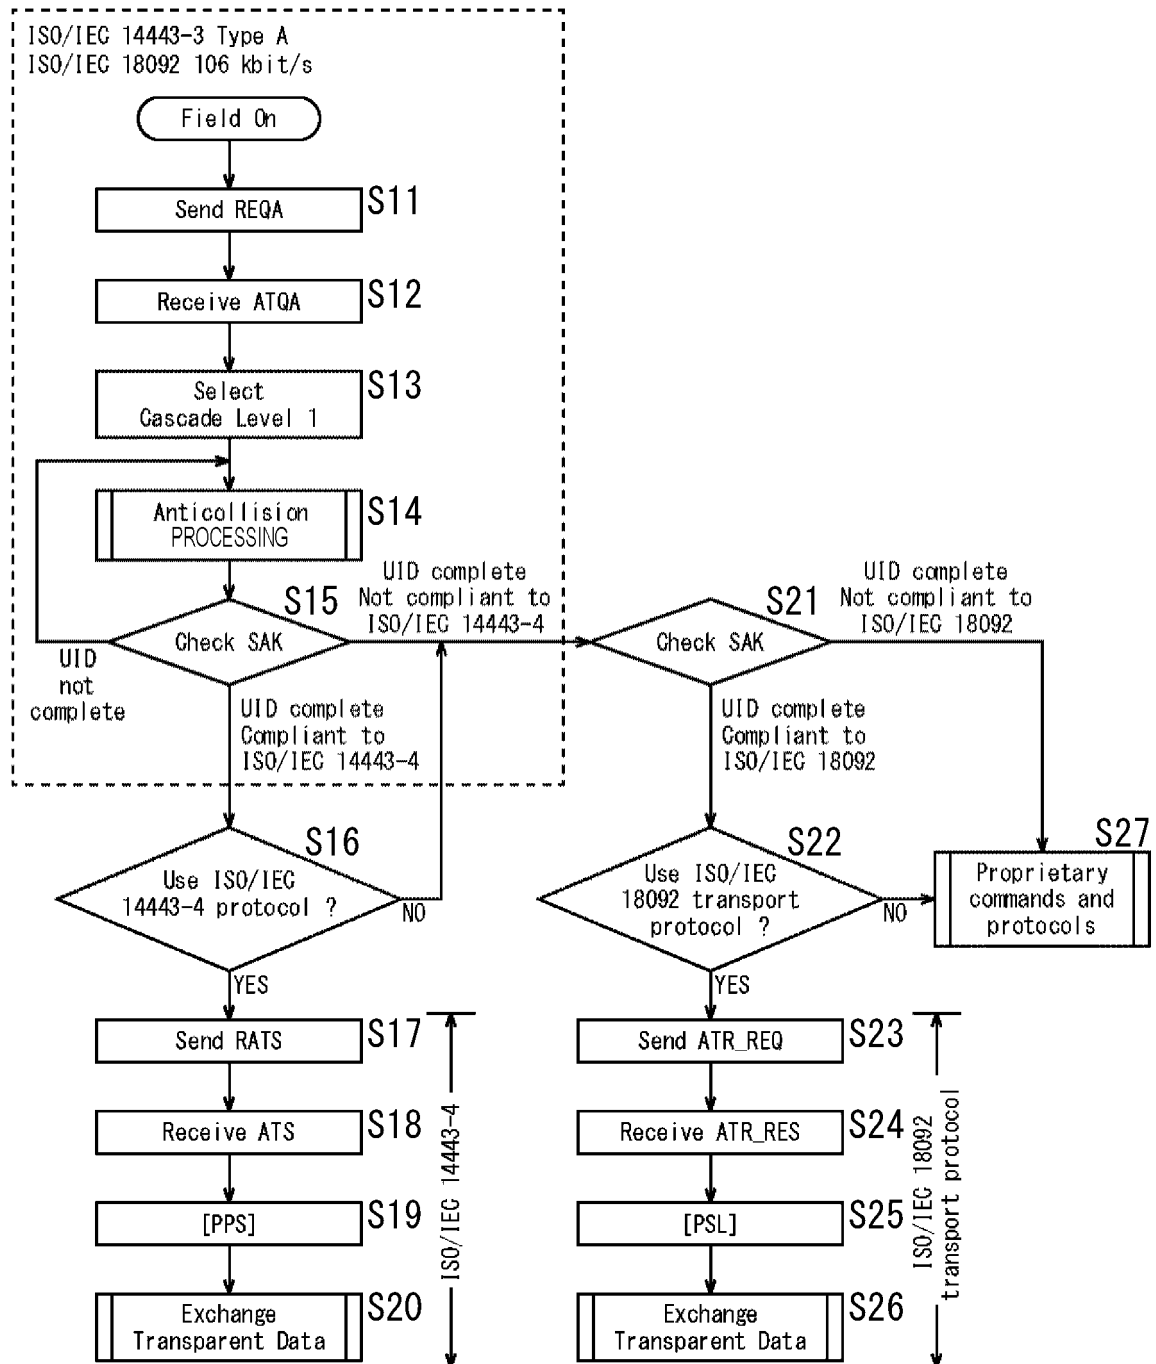 ISO/IEC 14443-3 Type A
ISO/IEC 18092 106 kbit/s
Field On
Send REQA
S11
Receive ATQA
S12
Select
Cascade Level 1
S13
Anticollision
PROCESSING
S14
Check SAK
S15
UID
not
complete
UID complete
Not compliant to
ISO/IEC 14443-4
UID complete
Compliant to
ISO/IEC 14443-4
Check SAK
S21
UID complete
Not compliant to
ISO/IEC 18092
UID complete
Compliant to
ISO/IEC 18092
Use ISO/IEC
14443-4 protocol ?
S16
NO
YES
Use ISO/IEC
18092 transport
protocol ?
S22
NO
YES
Proprietary
commands and
protocols
S27
Send RATS
S17
Receive ATS
S18
[PPS]
S19
Exchange
Transparent Data
S20
ISO/IEC 14443-4
Send ATR_REQ
S23
Receive ATR_RES
S24
[PSL]
S25
Exchange
Transparent Data
S26
ISO/IEC 18092
transport protocol